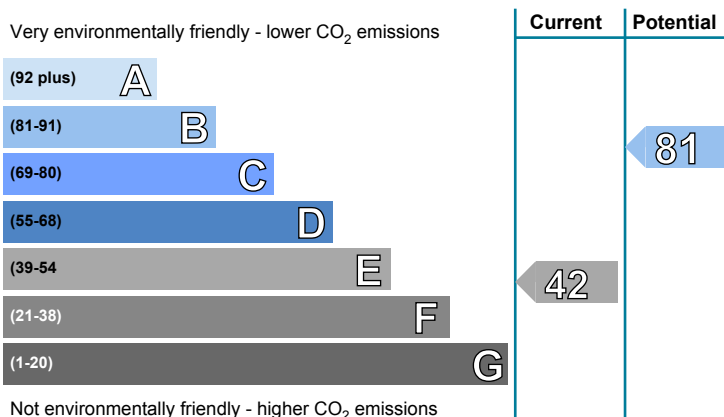 Current Potential
Very environmentally friendly - lower CO2 emissions
(92 plus) A
(81-91) B
81
(69-80) C
(55-68) D
(39-54 E
42
(21-38) F
(1-20) G
Not environmentally friendly - higher CO2 emissions